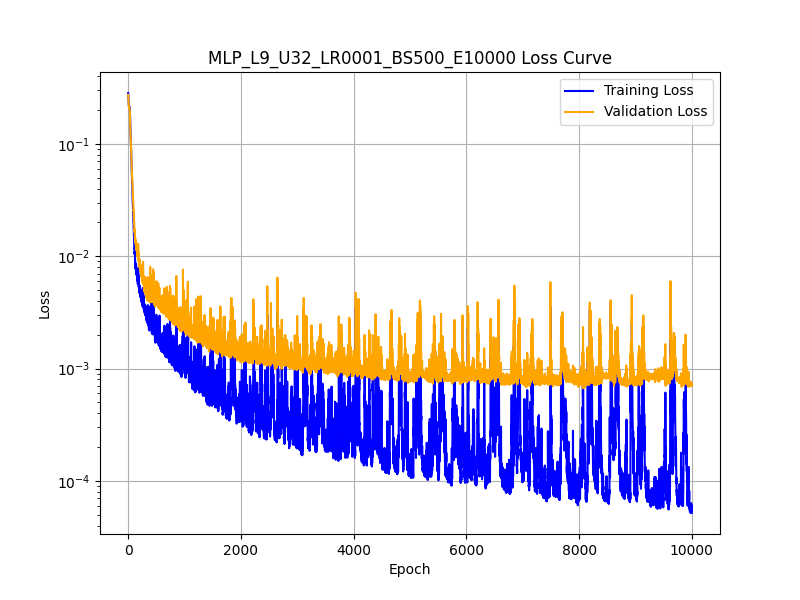 MLP_L9_U32_LR0001_BS500_E10000 Loss Curve
Training Loss
Validation Loss
Loss
10⁻¹
10⁻²
10⁻³
10⁻⁴
0 2000 4000 6000 8000 10000
Epoch